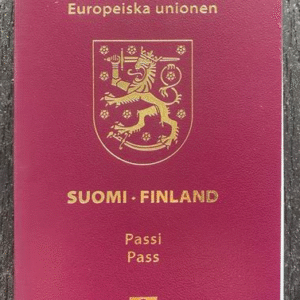 Europeiska unionen
SUOMI · FINLAND
Passi
Pass